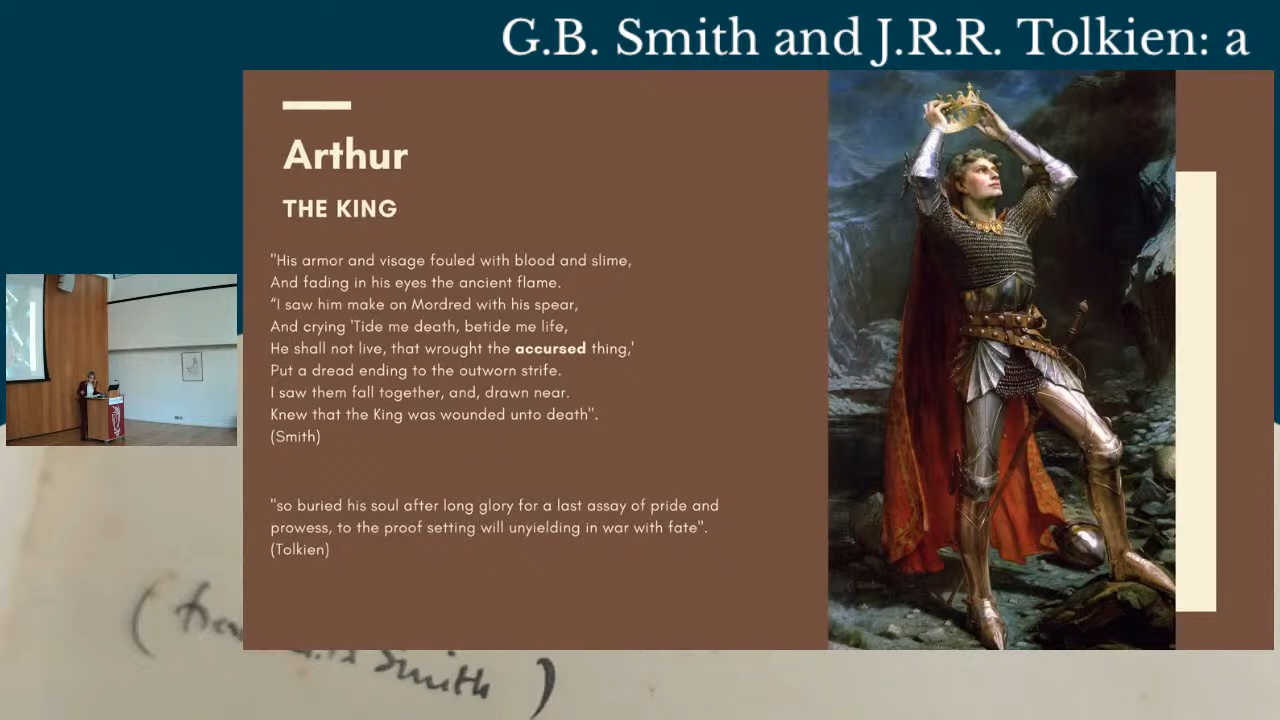 G.B. Smith and J.R.R. Tolkien: a
Arthur
THE KING
"His armor and visage fouled with blood and slime,
And fading in his eyes the ancient flame.
“I saw him make on Mordred with his spear,
And crying 'Tide me death, betide me life,
He shall not live, that wrought the accursed thing,'
Put a dread ending to the outworn strife.
I saw them fall together, and, drawn near.
Knew that the King was wounded unto death".
(Smith)
"so buried his soul after long glory for a last assay of pride and
prowess, to the proof setting will unyielding in war with fate".
(Tolkien)
Smith )